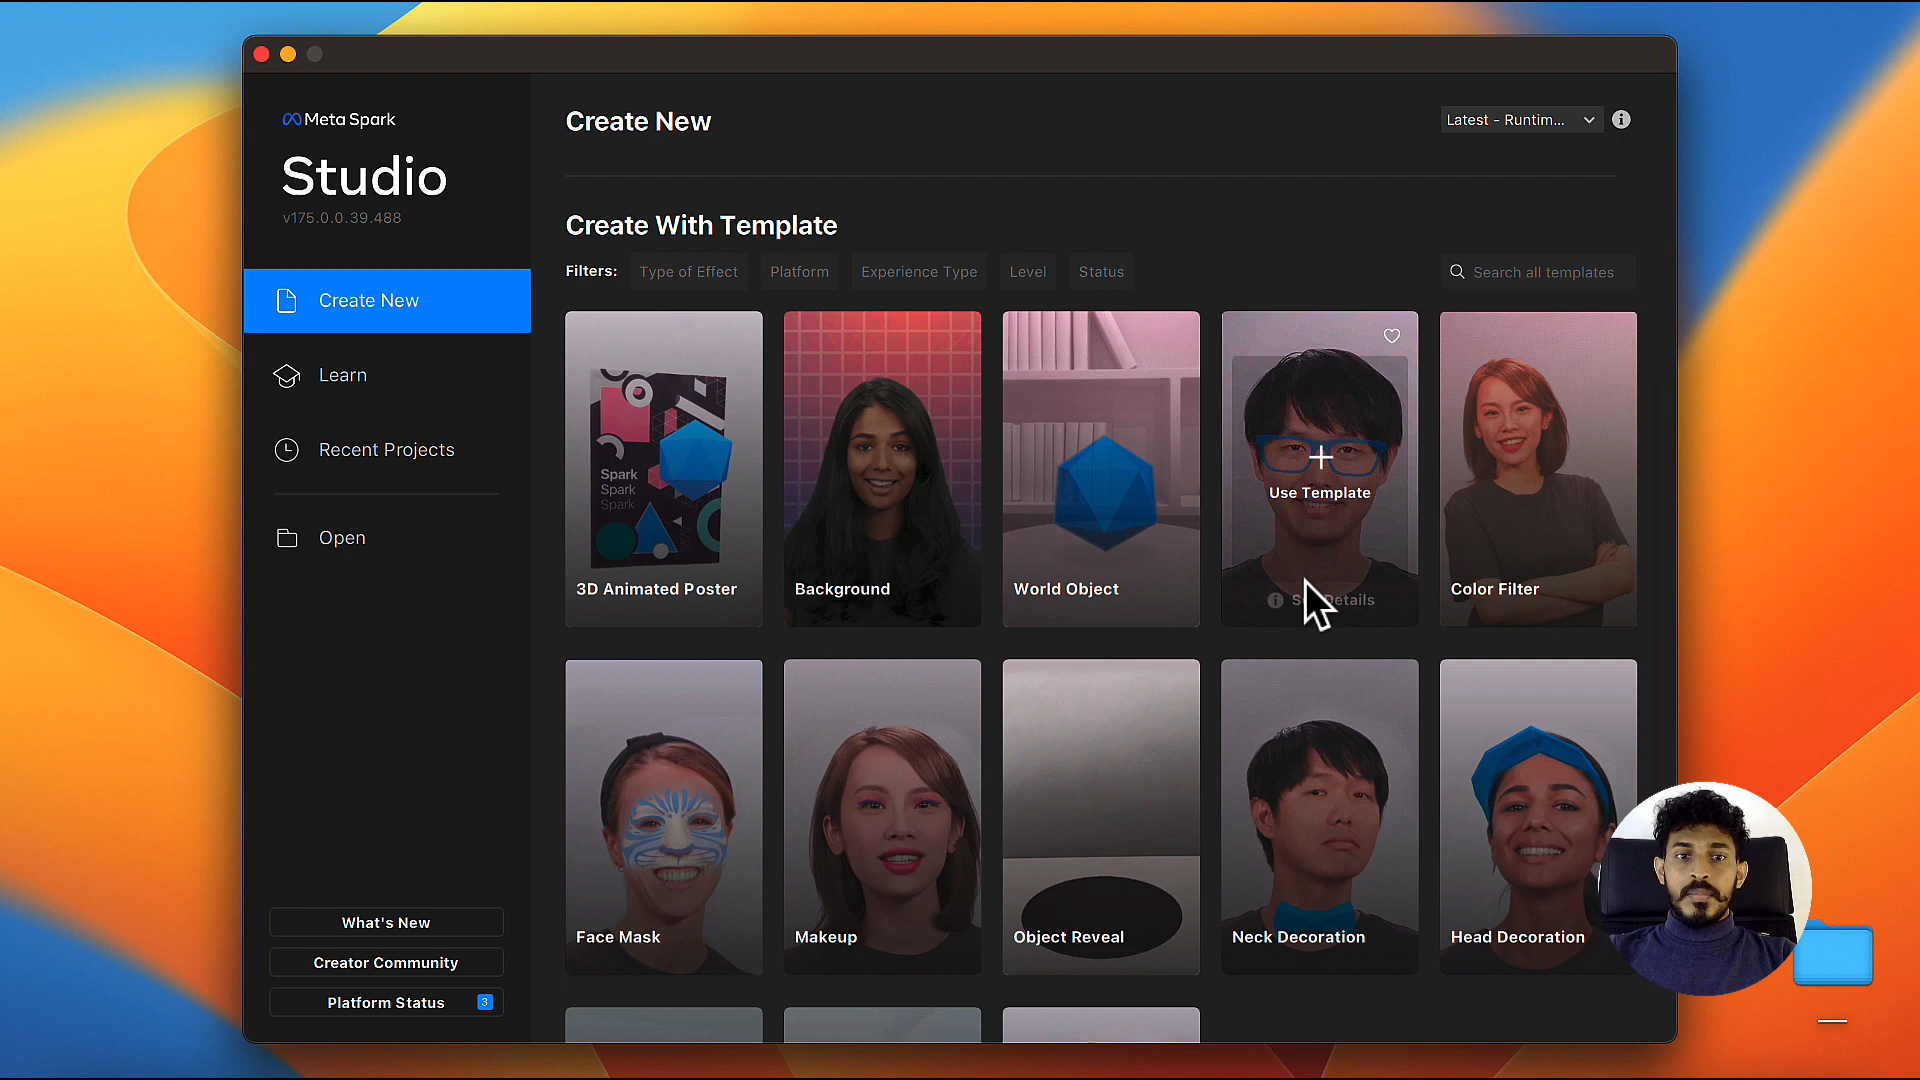 Meta Spark
Studio
v175.0.0.39.488
Create New
Learn
Recent Projects
Open
What's New
Creator Community
Platform Status 3
Create New
Latest - Runtim...
Create With Template
Filters: Type of Effect Platform Experience Type Level Status
Search all templates
Spark
Spark
Spark
3D Animated Poster
Background
World Object
Use Template
Details
Color Filter
Face Mask
Makeup
Object Reveal
Neck Decoration
Head Decoration